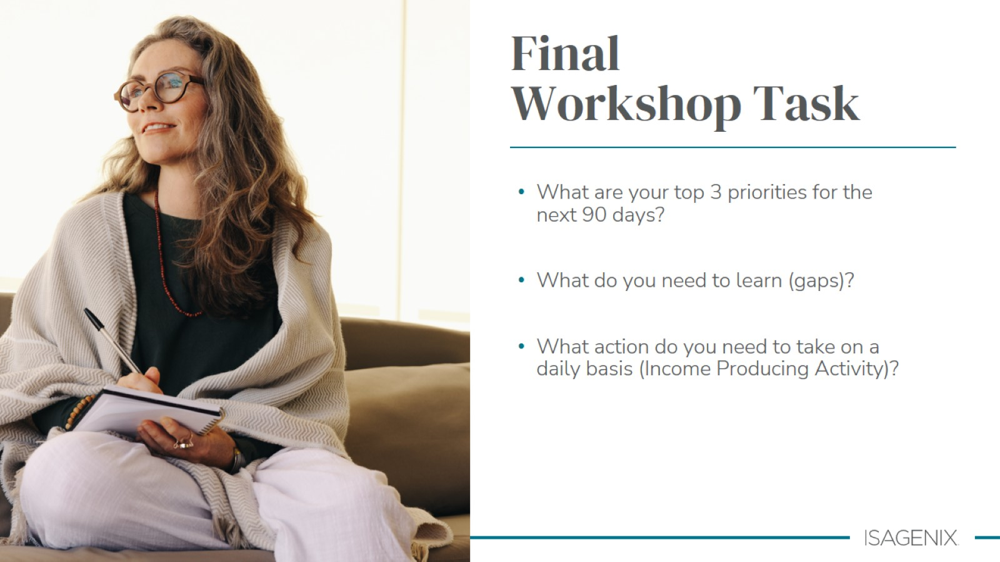 Final
Workshop Task
• What are your top 3 priorities for the
next 90 days?
• What do you need to learn (gaps)?
• What action do you need to take on a
daily basis (Income Producing Activity)?
ISAGENIX